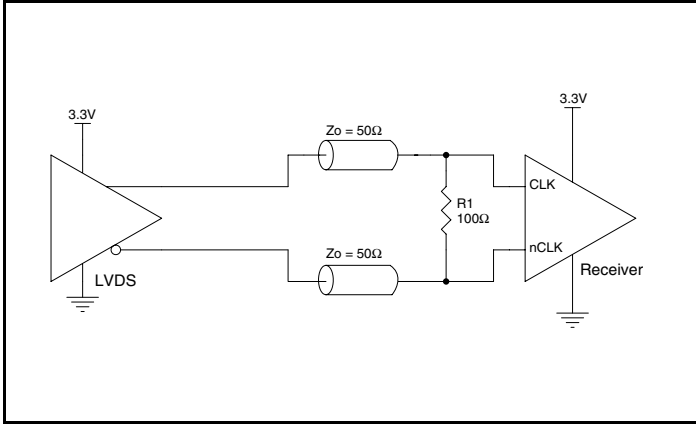 3.3V
3.3V
Zo = 50Ω
CLK
R1
100Ω
nCLK
Zo = 50Ω
Receiver
LVDS